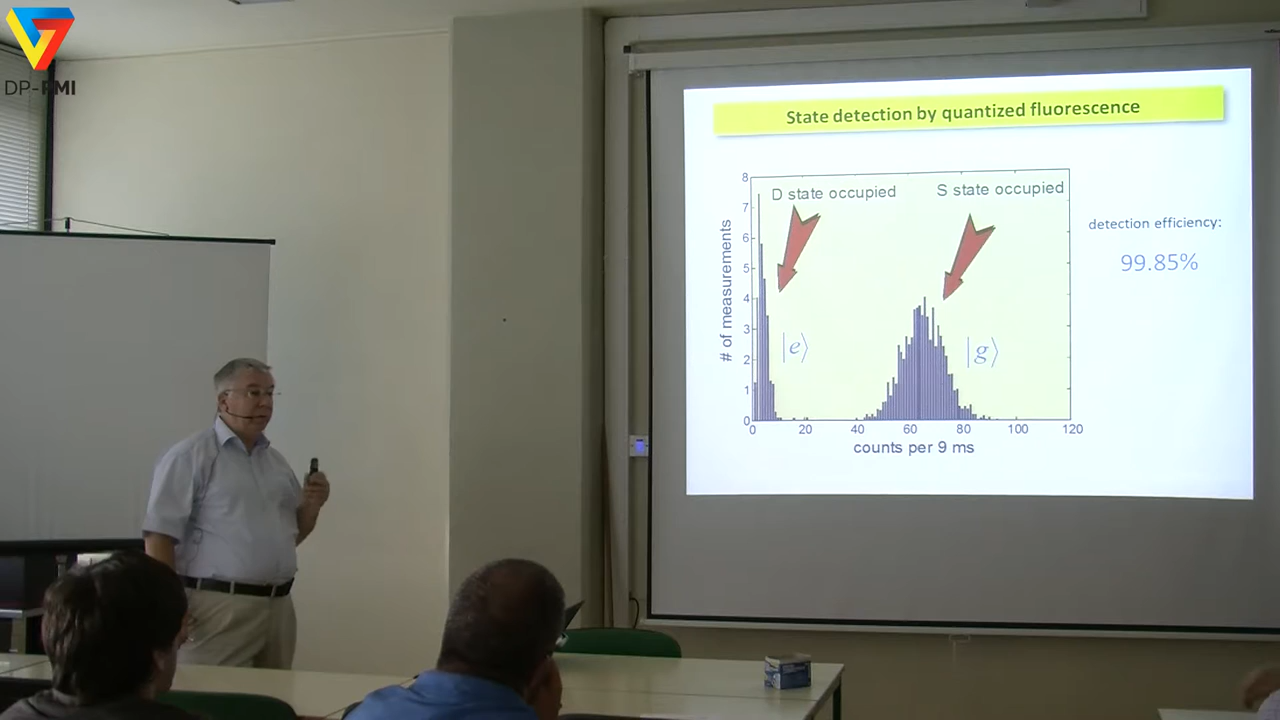 DP-PMI
State detection by quantized fluorescence
D state occupied
S state occupied
detection efficiency:
99.85%
|e⟩
|g⟩
# of measurements
8
7
6
5
4
3
2
1
0
0 20 40 60 80 100 120
counts per 9 ms